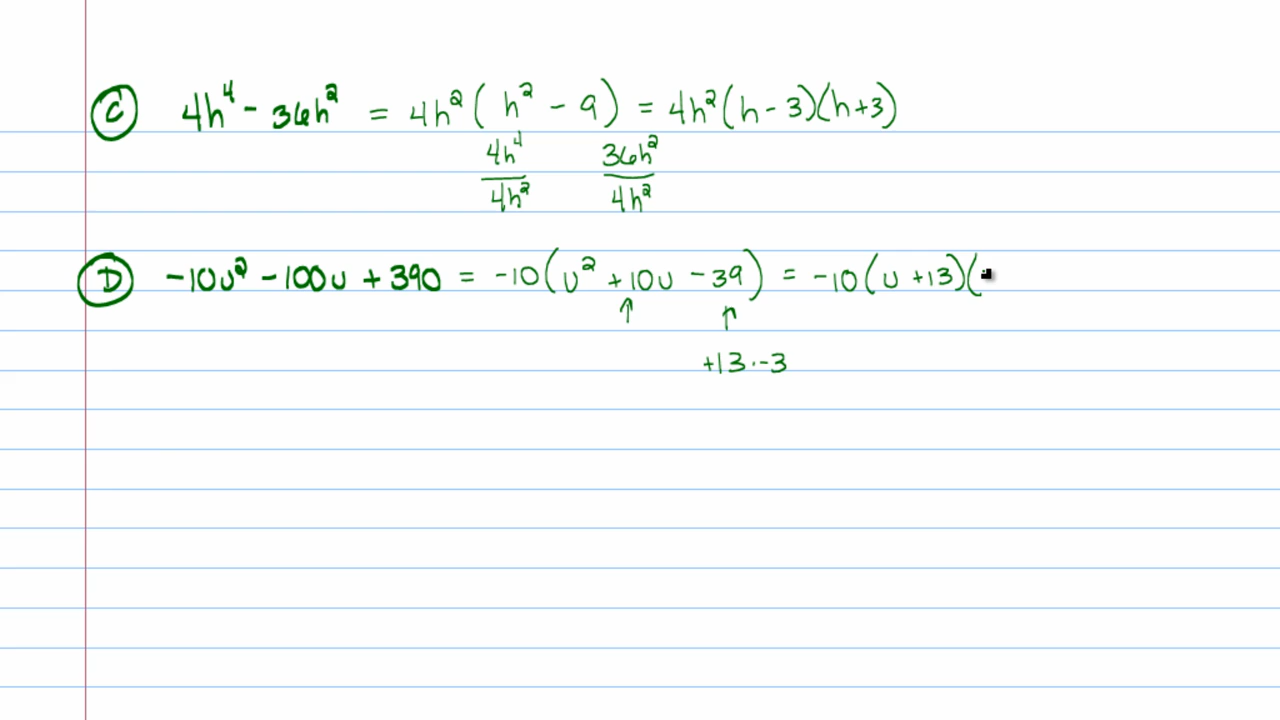 C 4h⁴ - 36h² = 4h² ( h² - 9 ) = 4h² (h - 3)(h + 3)
4h⁴/4h² 36h²/4h²
D -10u² - 100u + 390 = -10 ( u² + 10u - 39 ) = -10 ( u + 13)(
↑ ↑
+13 · -3